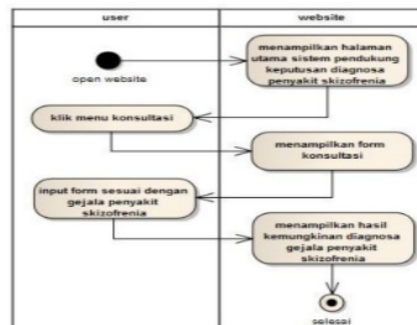 user
website
menampilkan halaman
utama sistem pendukung
keputusan diagnosa
penyakit skizofrenia
open website
klik menu konsultasi
menampilkan form
konsultasi
input form sesuai dengan
gejala penyakit
skizofrenia
menampilkan hasil
kemungkinan diagnosa
gejala penyakit
skizofrenia
selesai